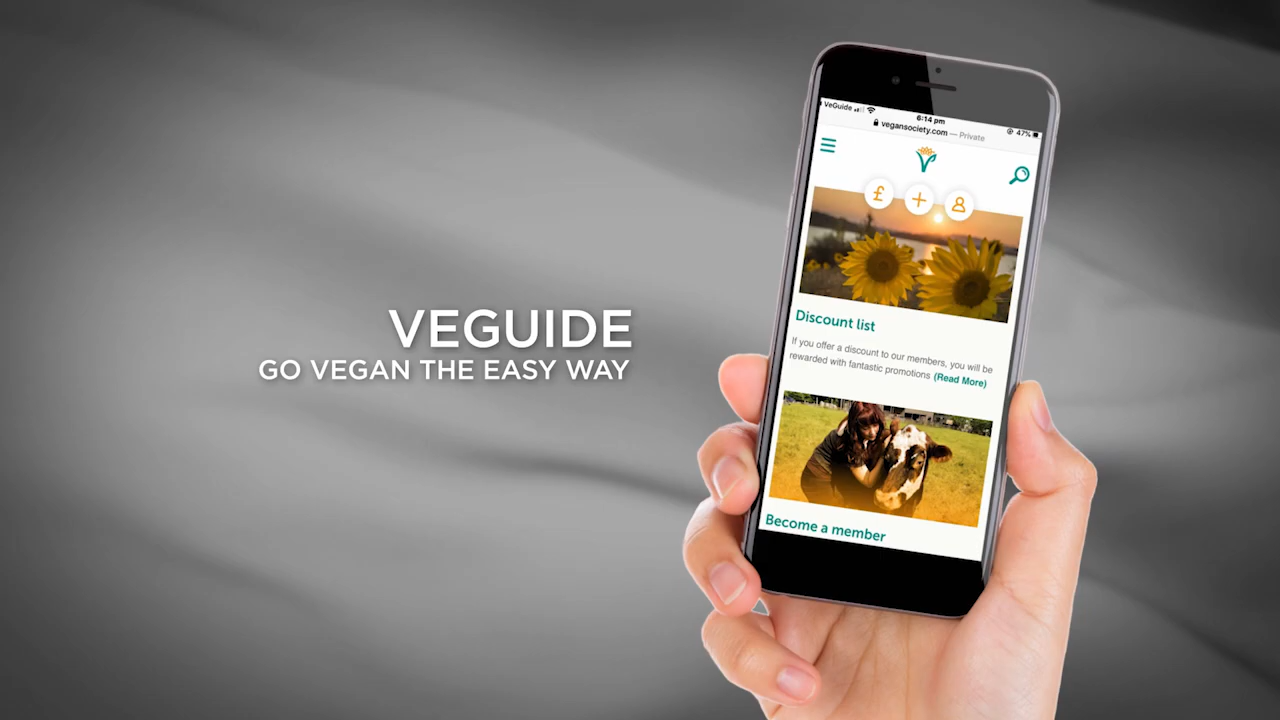 VEGUIDE
GO VEGAN THE EASY WAY
VeGuide
6:14 pm
47%
vegansociety.com — Private
£
Discount list
If you offer a discount to our members, you will be
rewarded with fantastic promotions (Read More)
Become a member